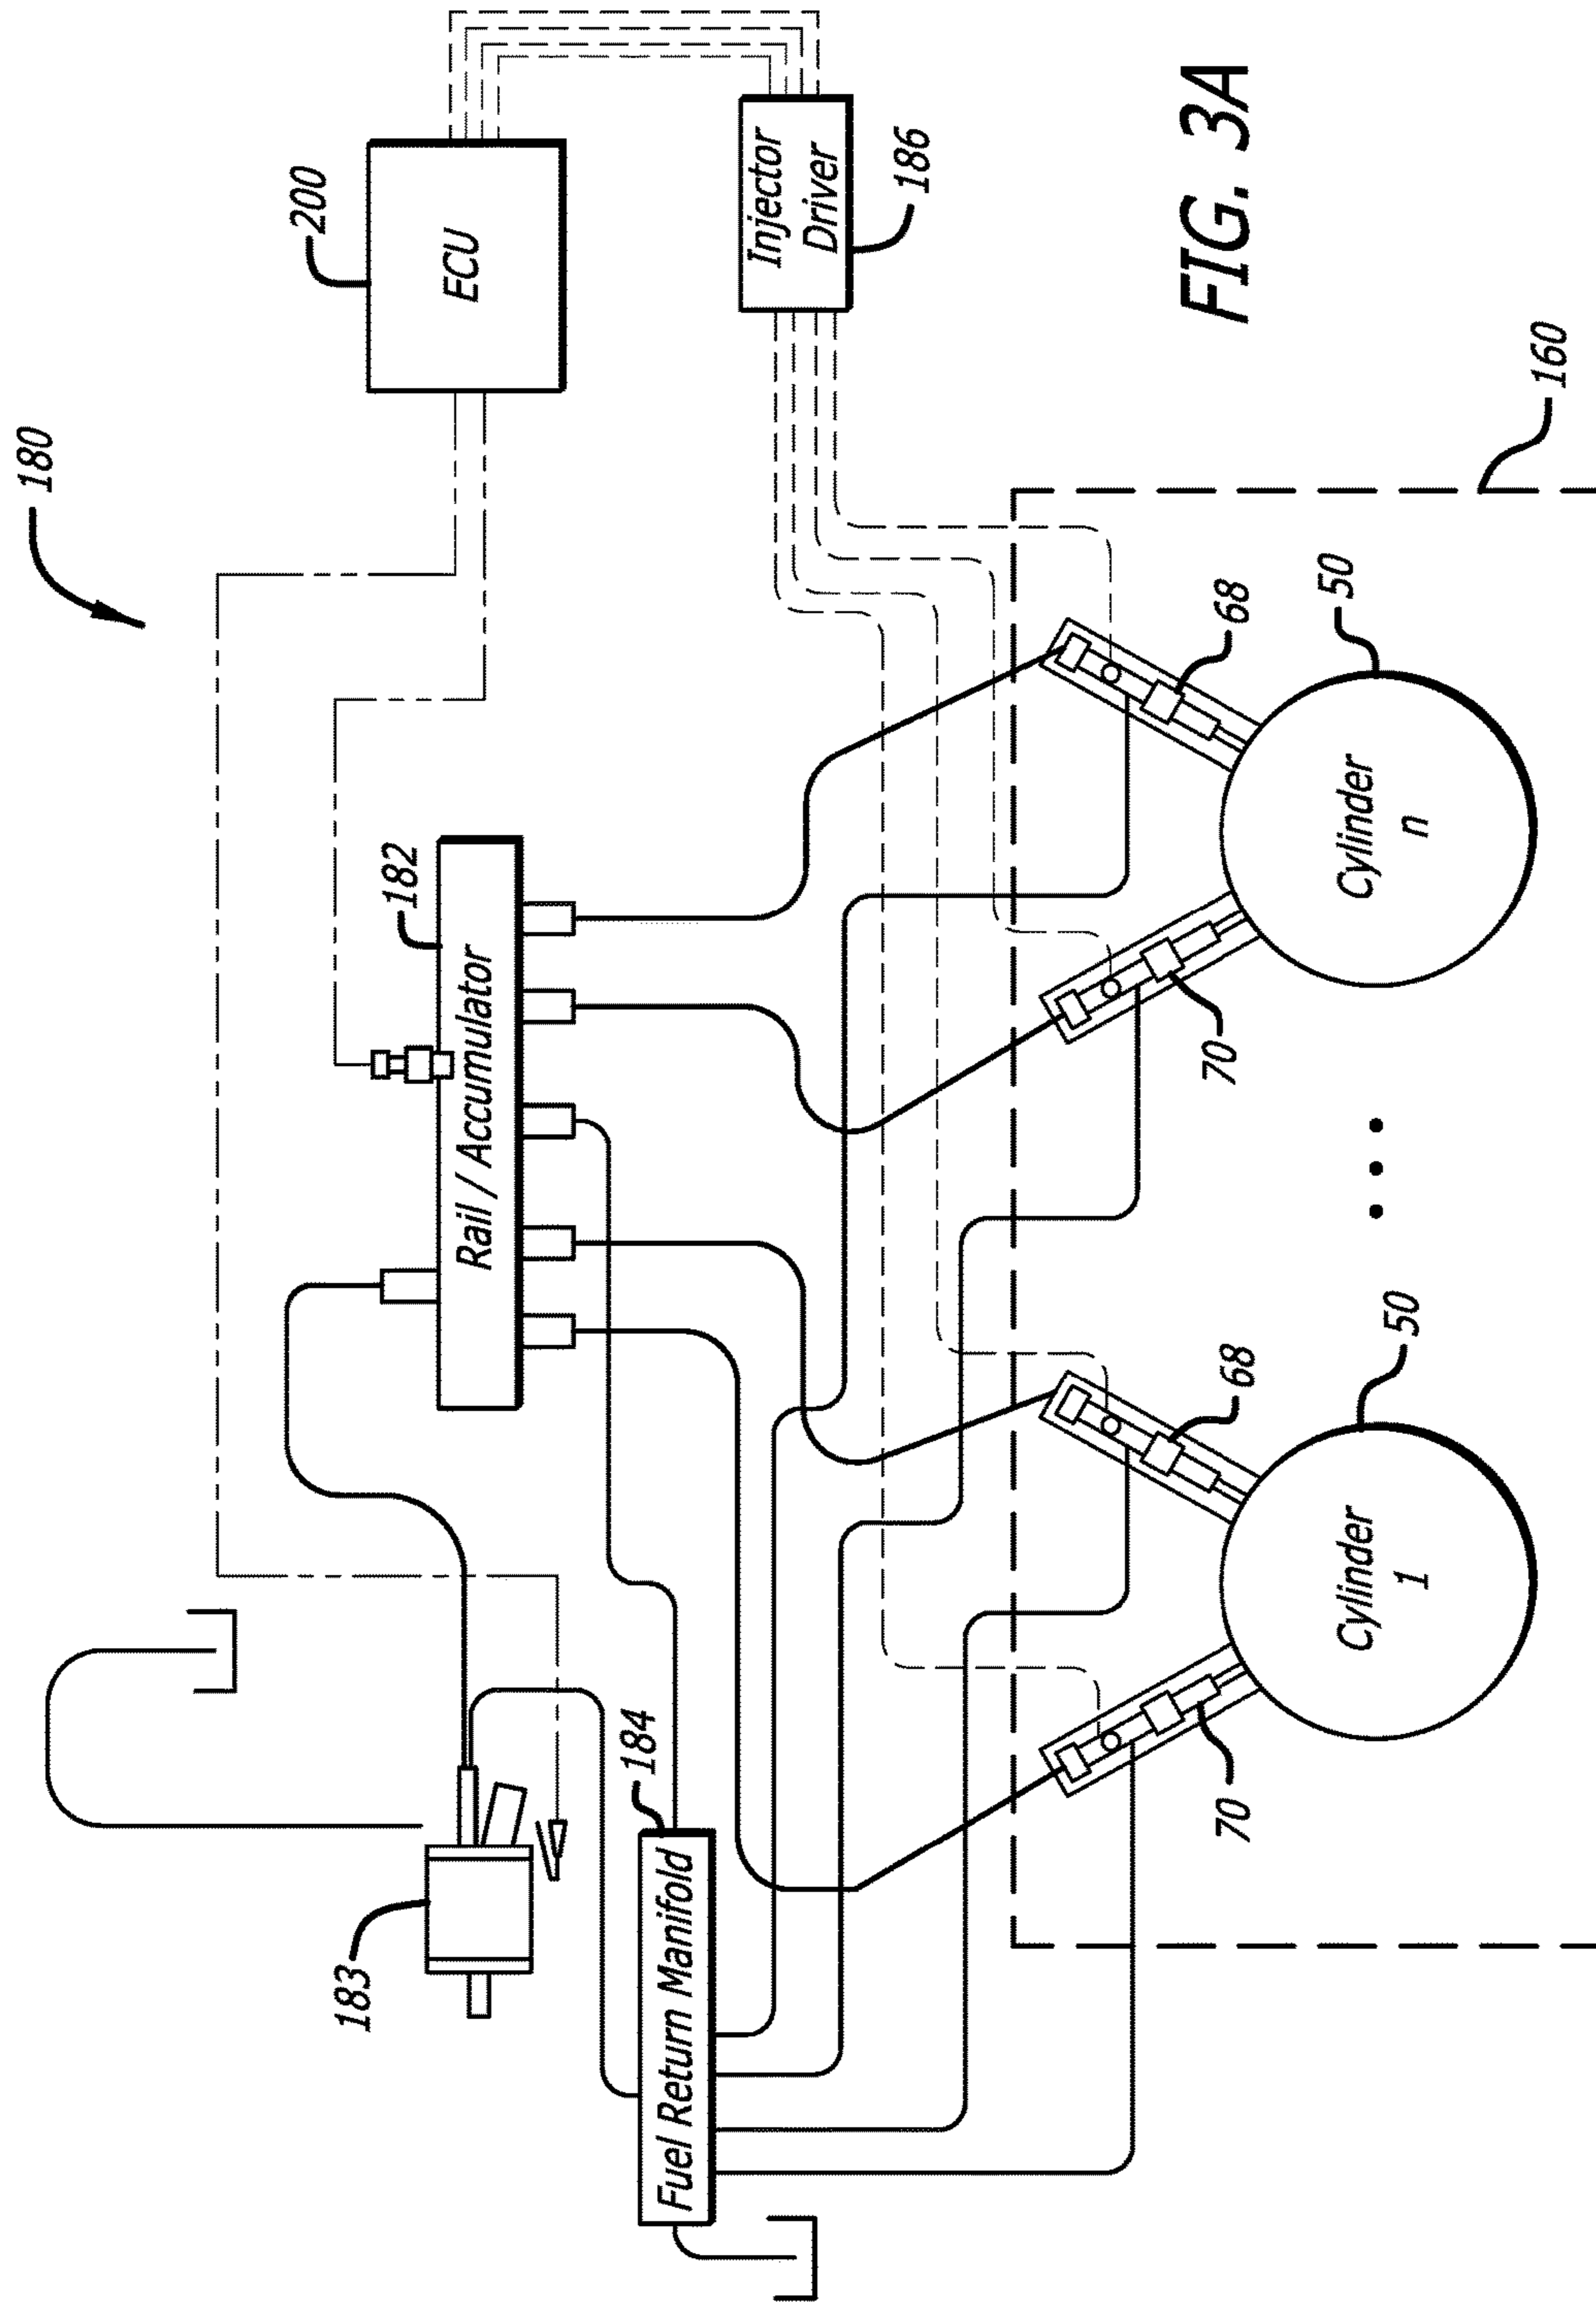 180
200
ECU
183
182
Rail / Accumulator
184
Fuel Return Manifold
Injector
Driver
186
68
68
70
70
50
50
Cylinder
1
Cylinder
n
160
FIG. 3A